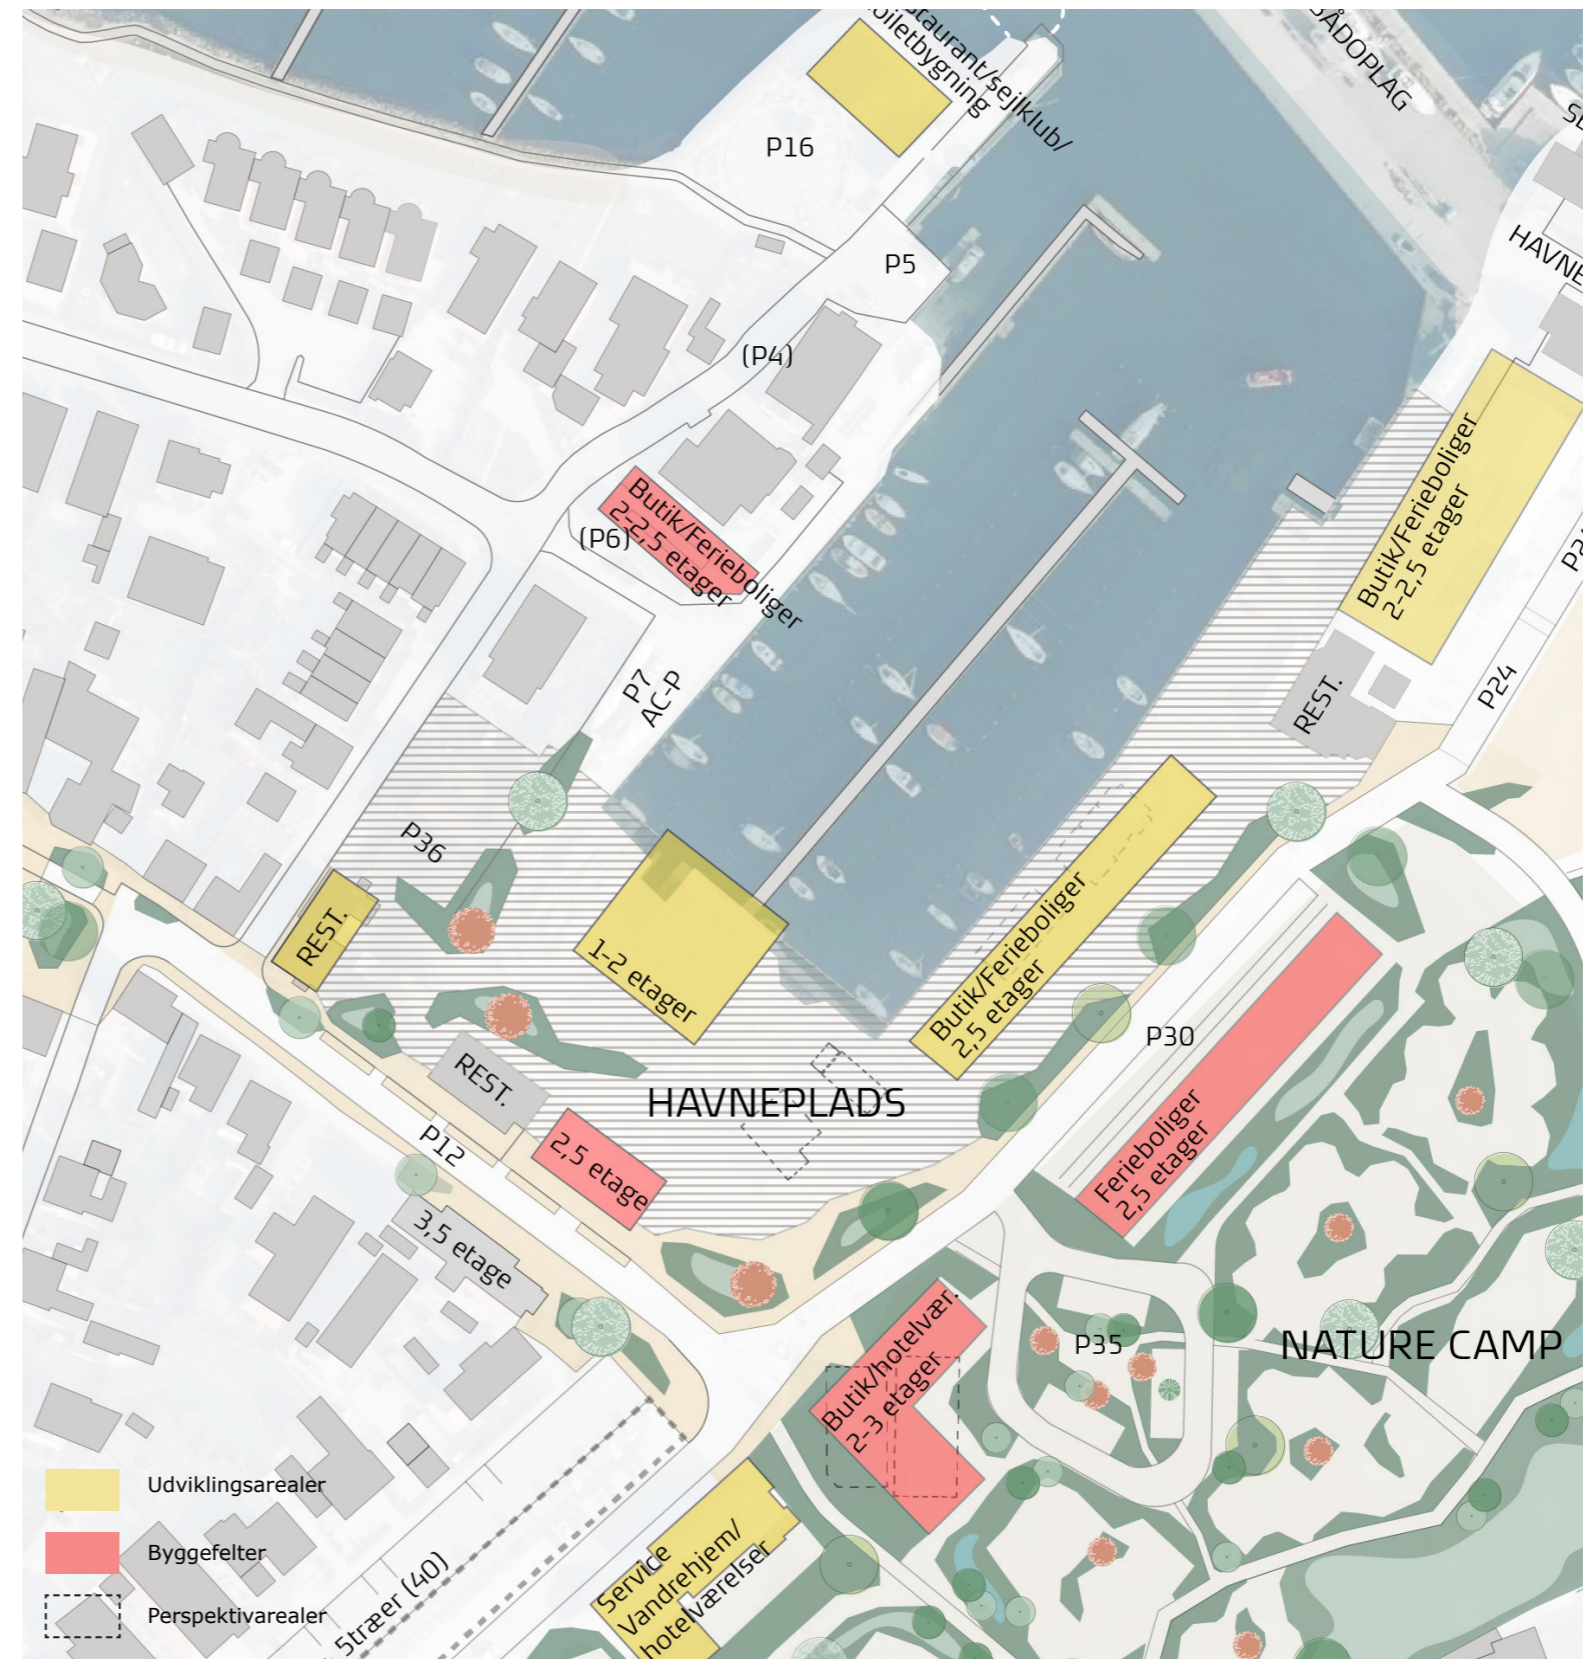 staurant/sejlklub/
oiletbygning
BÅDOPLAG
P16
P5
HAVNE
(P4)
Butik/Ferieboliger
2-2,5 etager
(P6)
Butik/Ferieboliger
2-2,5 etager
P24
P7
AC-P
REST.
P36
REST.
1-2 etager
Butik/Ferieboliger
2,5 etager
P30
REST.
HAVNEPLADS
Ferieboliger
2,5 etager
P12
2,5 etage
3,5 etage
Butik/hotelvær.
2-3 etager
P35
NATURE CAMP
Udviklingsarealer
Byggefelter
Perspektivarealer
5træer (40)
Service
Vandrehjem/
hotelværelser